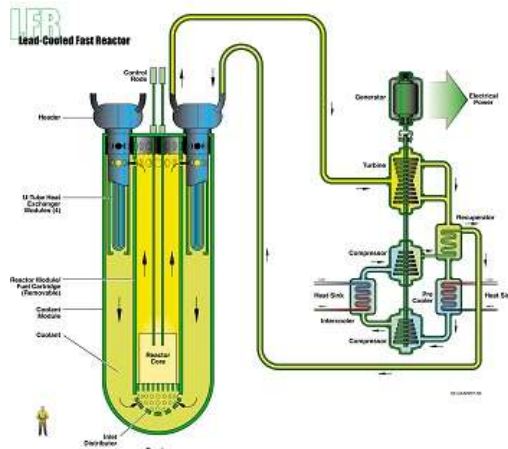 LFR
Lead-Cooled Fast Reactor
Control
Rods
Header
Generator
Electrical
Power
Turbine
U-Tube Heat
Exchanger
Modules (4)
Recuperator
Compressor
Reactor Module/
Fuel Cartridge
(Removable)
Heat Sink
Pre
Cooler
Heat Sin
Coolant
Module
Intercooler
Coolant
Compressor
Reactor
Core
Inlet
Distributor